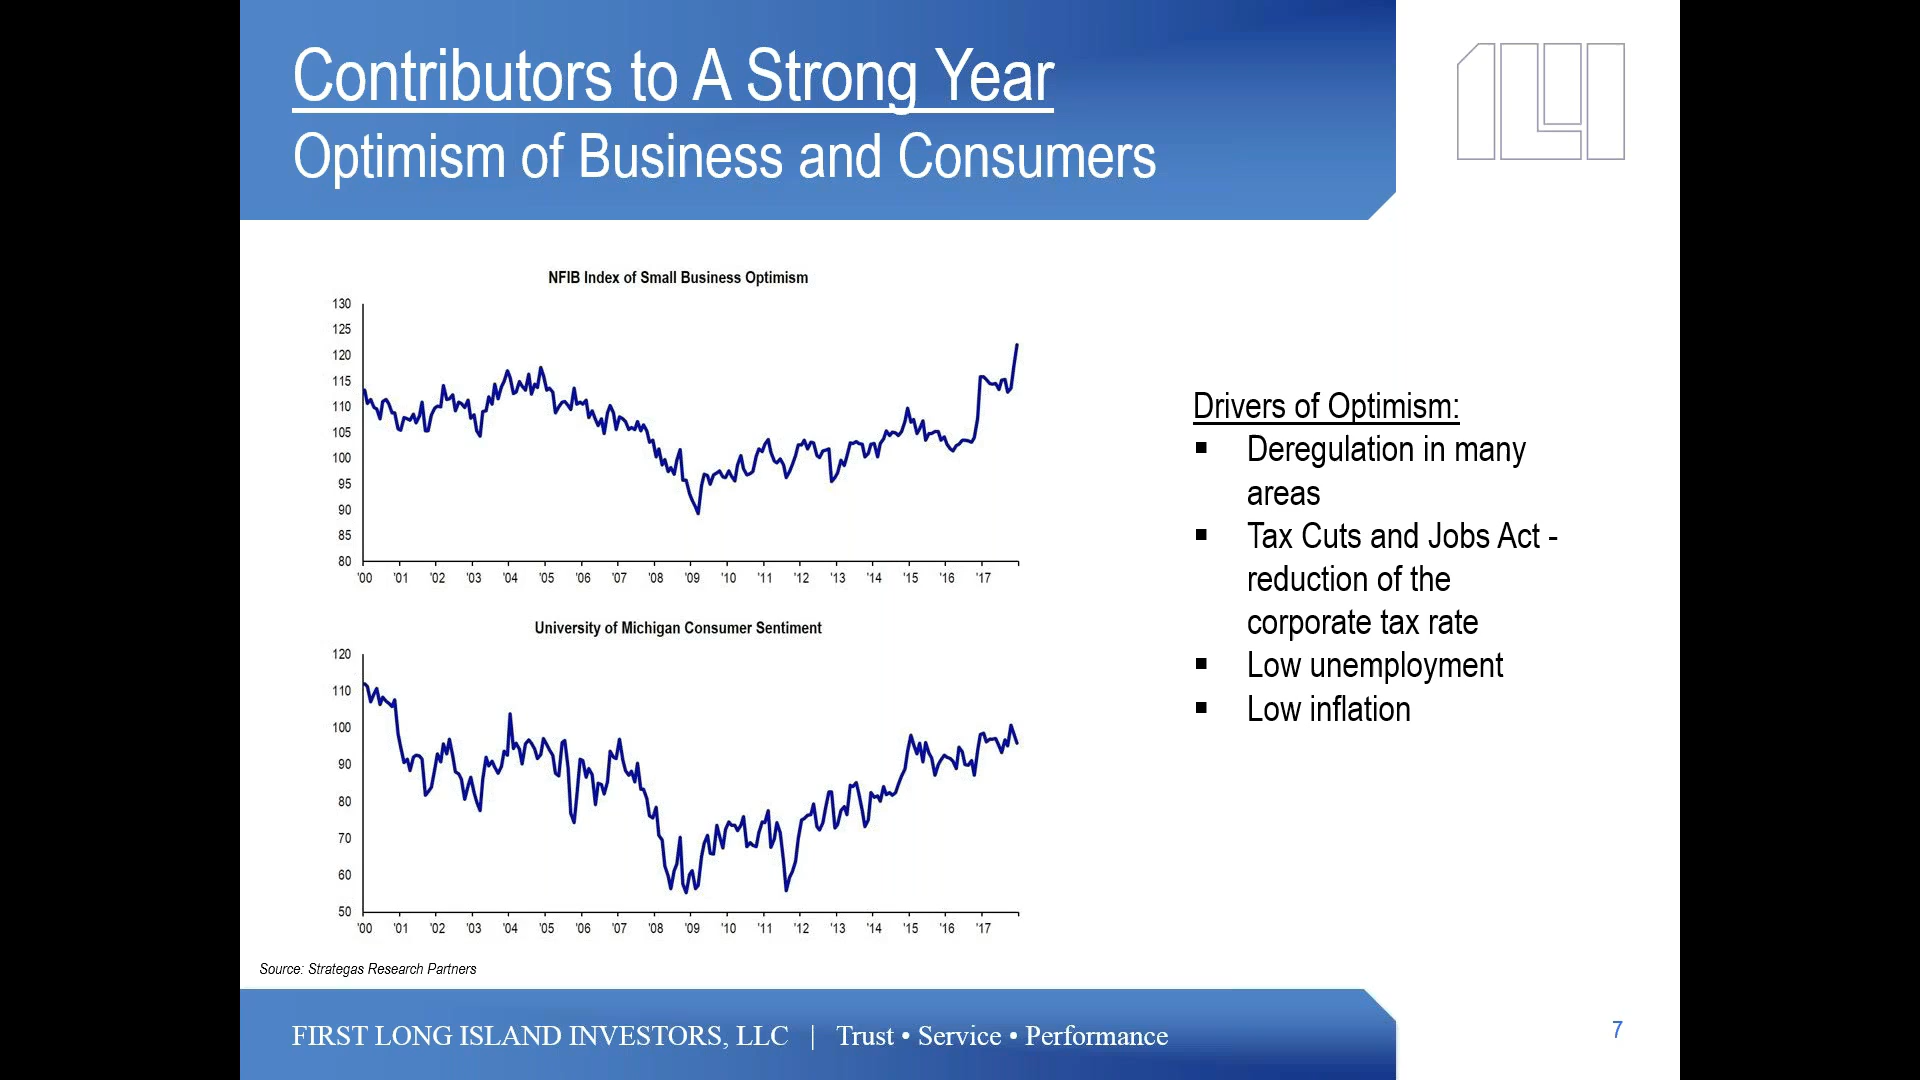 Contributors to A Strong Year
Optimism of Business and Consumers
NFIB Index of Small Business Optimism
130
125
120
115
110
105
100
95
90
85
80
'00 '01 '02 '03 '04 '05 '06 '07 '08 '09 '10 '11 '12 '13 '14 '15 '16 '17
University of Michigan Consumer Sentiment
120
110
100
90
80
70
60
50
'00 '01 '02 '03 '04 '05 '06 '07 '08 '09 '10 '11 '12 '13 '14 '15 '16 '17
Source: Strategas Research Partners
Drivers of Optimism:
▪ Deregulation in many
areas
▪ Tax Cuts and Jobs Act -
reduction of the
corporate tax rate
▪ Low unemployment
▪ Low inflation
FIRST LONG ISLAND INVESTORS, LLC | Trust • Service • Performance
7